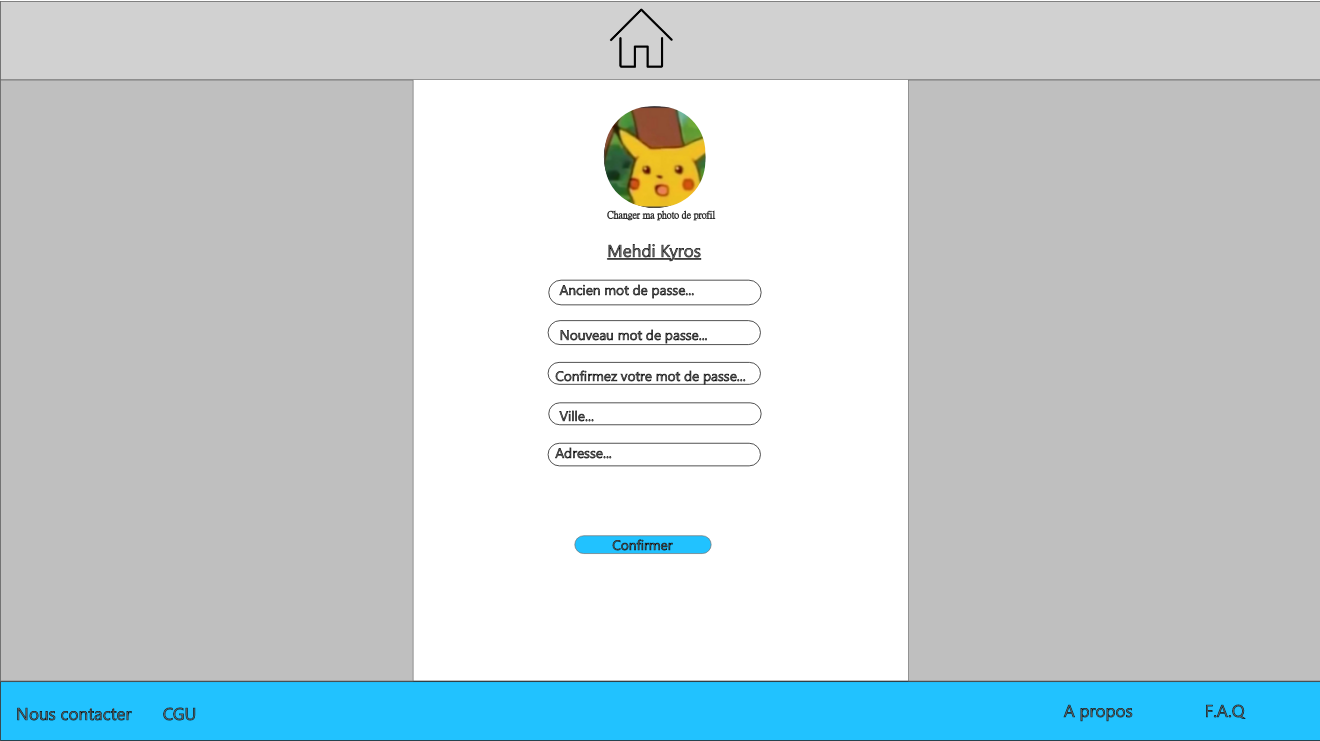 Changer ma photo de profil
Mehdi Kyros
Ancien mot de passe...
Nouveau mot de passe...
Confirmez votre mot de passe...
Ville...
Adresse...
Confirmer
Nous contacter CGU A propos F.A.Q